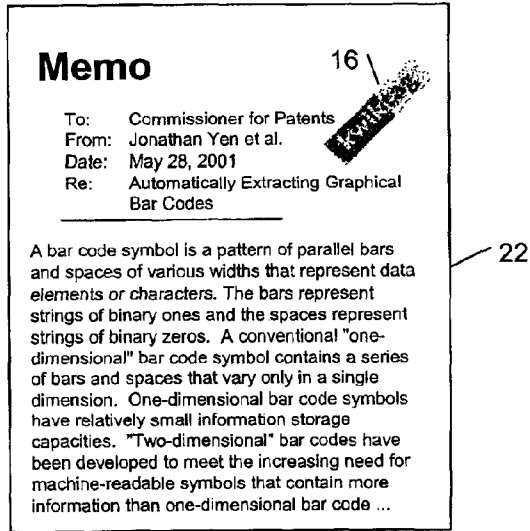 Memo
16
To: Commissioner for Patents
From: Jonathan Yen et al.
Date: May 28, 2001
Re: Automatically Extracting Graphical
Bar Codes
A bar code symbol is a pattern of parallel bars
and spaces of various widths that represent data
elements or characters. The bars represent
strings of binary ones and the spaces represent
strings of binary zeros. A conventional "one-
dimensional" bar code symbol contains a series
of bars and spaces that vary only in a single
dimension. One-dimensional bar code symbols
have relatively small information storage
capacities. "Two-dimensional" bar codes have
been developed to meet the increasing need for
machine-readable symbols that contain more
information than one-dimensional bar code ...
22